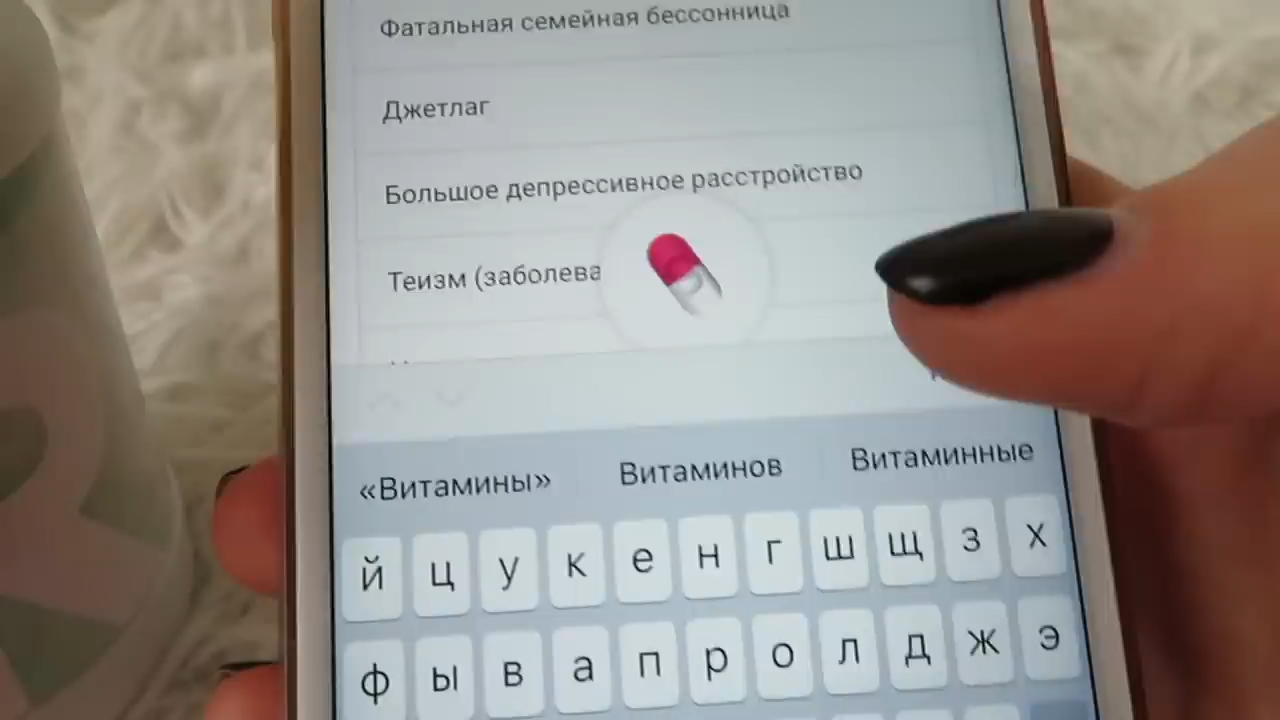 Фатальная семейная бессонница
Джетлаг
Большое депрессивное расстройство
Теизм (заболева
«Витамины» Витаминов Витаминные
й ц у к е н г ш щ з х
ф ы в а п р о л д ж э